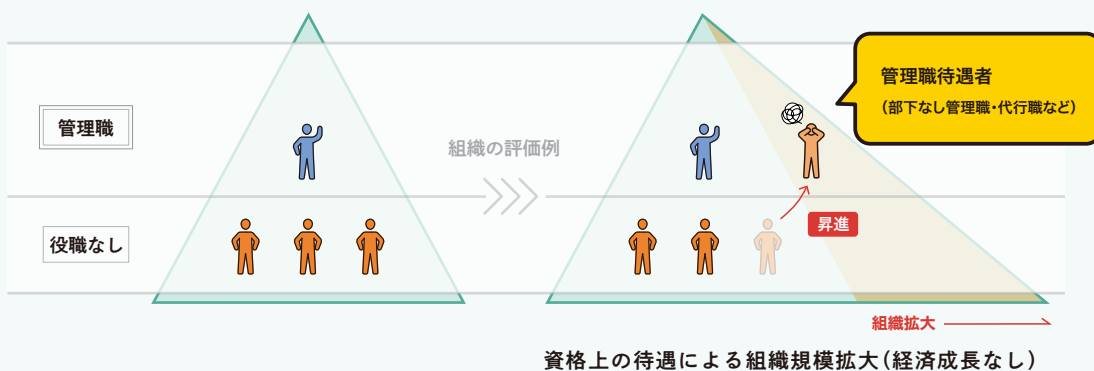 管理職待遇者
(部下なし管理職・代行職など)
管理職
組織の評価例
役職なし
昇進
組織拡大
資格上の待遇による組織規模拡大(経済成長なし)